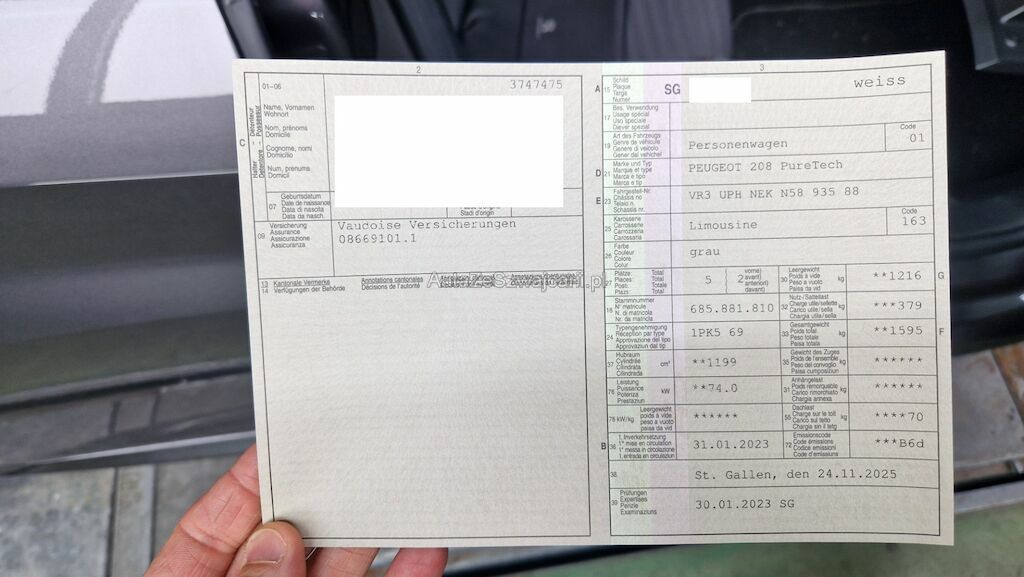 2
01–06
3747475
Name, Vornamen
Wohnort
Nom, prénoms
Domicile
Cognome, nomi
Domicilio
Num, prenums
Domicil
C
Halter Détenteur
Detentore Possessur
07
Geburtsdatum
Date de naissance
Data di nascita
Data da nasch.
Stadi d'origin
09
Versicherung
Assurance
Assicurazione
Assicuranza
Vaudoise Versicherungen
08669101.1
13
14
Kantonale Vermerke
Verfügungen der Behörde
Annotations cantonales
Décisions de l'autorité
AutaZeSzwajcarii.pl
3
A
15
Schild
Plaque
Targa
Numer
SG
weiss
17
Bes. Verwendung
Usage spécial
Uso speciale
Diever spezial
19
Art des Fahrzeugs
Genre de véhicule
Genere di veicolo
Gener dal vehichel
Personenwagen
Code
01
D
21
Marke und Typ
Marque et type
Marca e tipo
Marca e tip
PEUGEOT 208 PureTech
E
23
Fahrgestell-Nr.
Châssis no
Telaio n.
Schassis nr.
VR3 UPH NEK N58 935 88
25
Karosserie
Carrosserie
Carrozzeria
Carossaria
Limousine
Code
163
26
Farbe
Couleur
Colore
Colur
grau
27
Plätze: Total
Places: Total
Posti: Totale
Plazs: Total
5
2
vorne)
avant)
anteriori)
davant)
30
Leergewicht
Poids à vide
Peso a vuoto
Paisa da vid
kg
**1216
G
18
Stammnummer
N° matricule
N. di matricola
Nr. da matricla
685.881.810
32
Nutz-/Sattellast
Charge utile/sellette
Carico utile/sella
Chargia utila/sella
kg
***379
24
Typengenehmigung
Réception par type
Approvazione del tipo
Approvaziun dal tip
1PK5 69
33
Gesamtgewicht
Poids total
Peso totale
Paisa totala
kg
**1595
F
37
Hubraum
Cylindrée
Cilindrata
Cilindrada
cm³
**1199
35
Gewicht des Zuges
Poids de l'ensemble
Peso del convoglio
Paisa cumposiziun
kg
******
76
Leistung
Puissance
Potenza
Prestaziun
kW
**74.0
31
Anhängelast
Poids remorquable
Carico rimorchiato
Chargia annexa
kg
******
78
kW/kg
Leergewicht
poids à vide
peso a vuoto
paisa da vid
******
55
Dachlast
Charge sur le toit
Carico sul tetto
Chargia sin il tetg
kg
****70
B
36
1. Inverkehrsetzung
1re mise en circulation
1a messa in circolazione
1. entrada en circulaziun
31.01.2023
72
Emissionscode
Code émissions
Codice emissioni
Code d'emissiuns
***B6d
38
St. Gallen, den 24.11.2025
39
Prüfungen
Expertises
Perizie
Examinaziuns
30.01.2023 SG